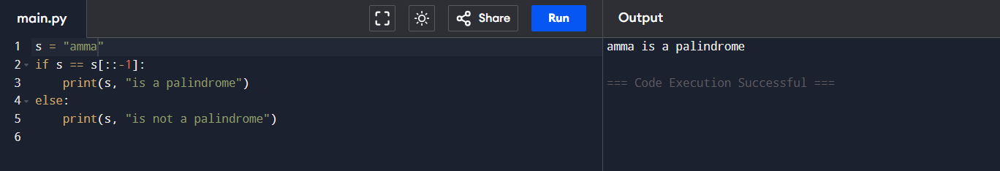 main.py
Share
Run
Output
1 s = "amma"
2 if s == s[::-1]:
3     print(s, "is a palindrome")
4 else:
5     print(s, "is not a palindrome")
6
amma is a palindrome
=== Code Execution Successful ===